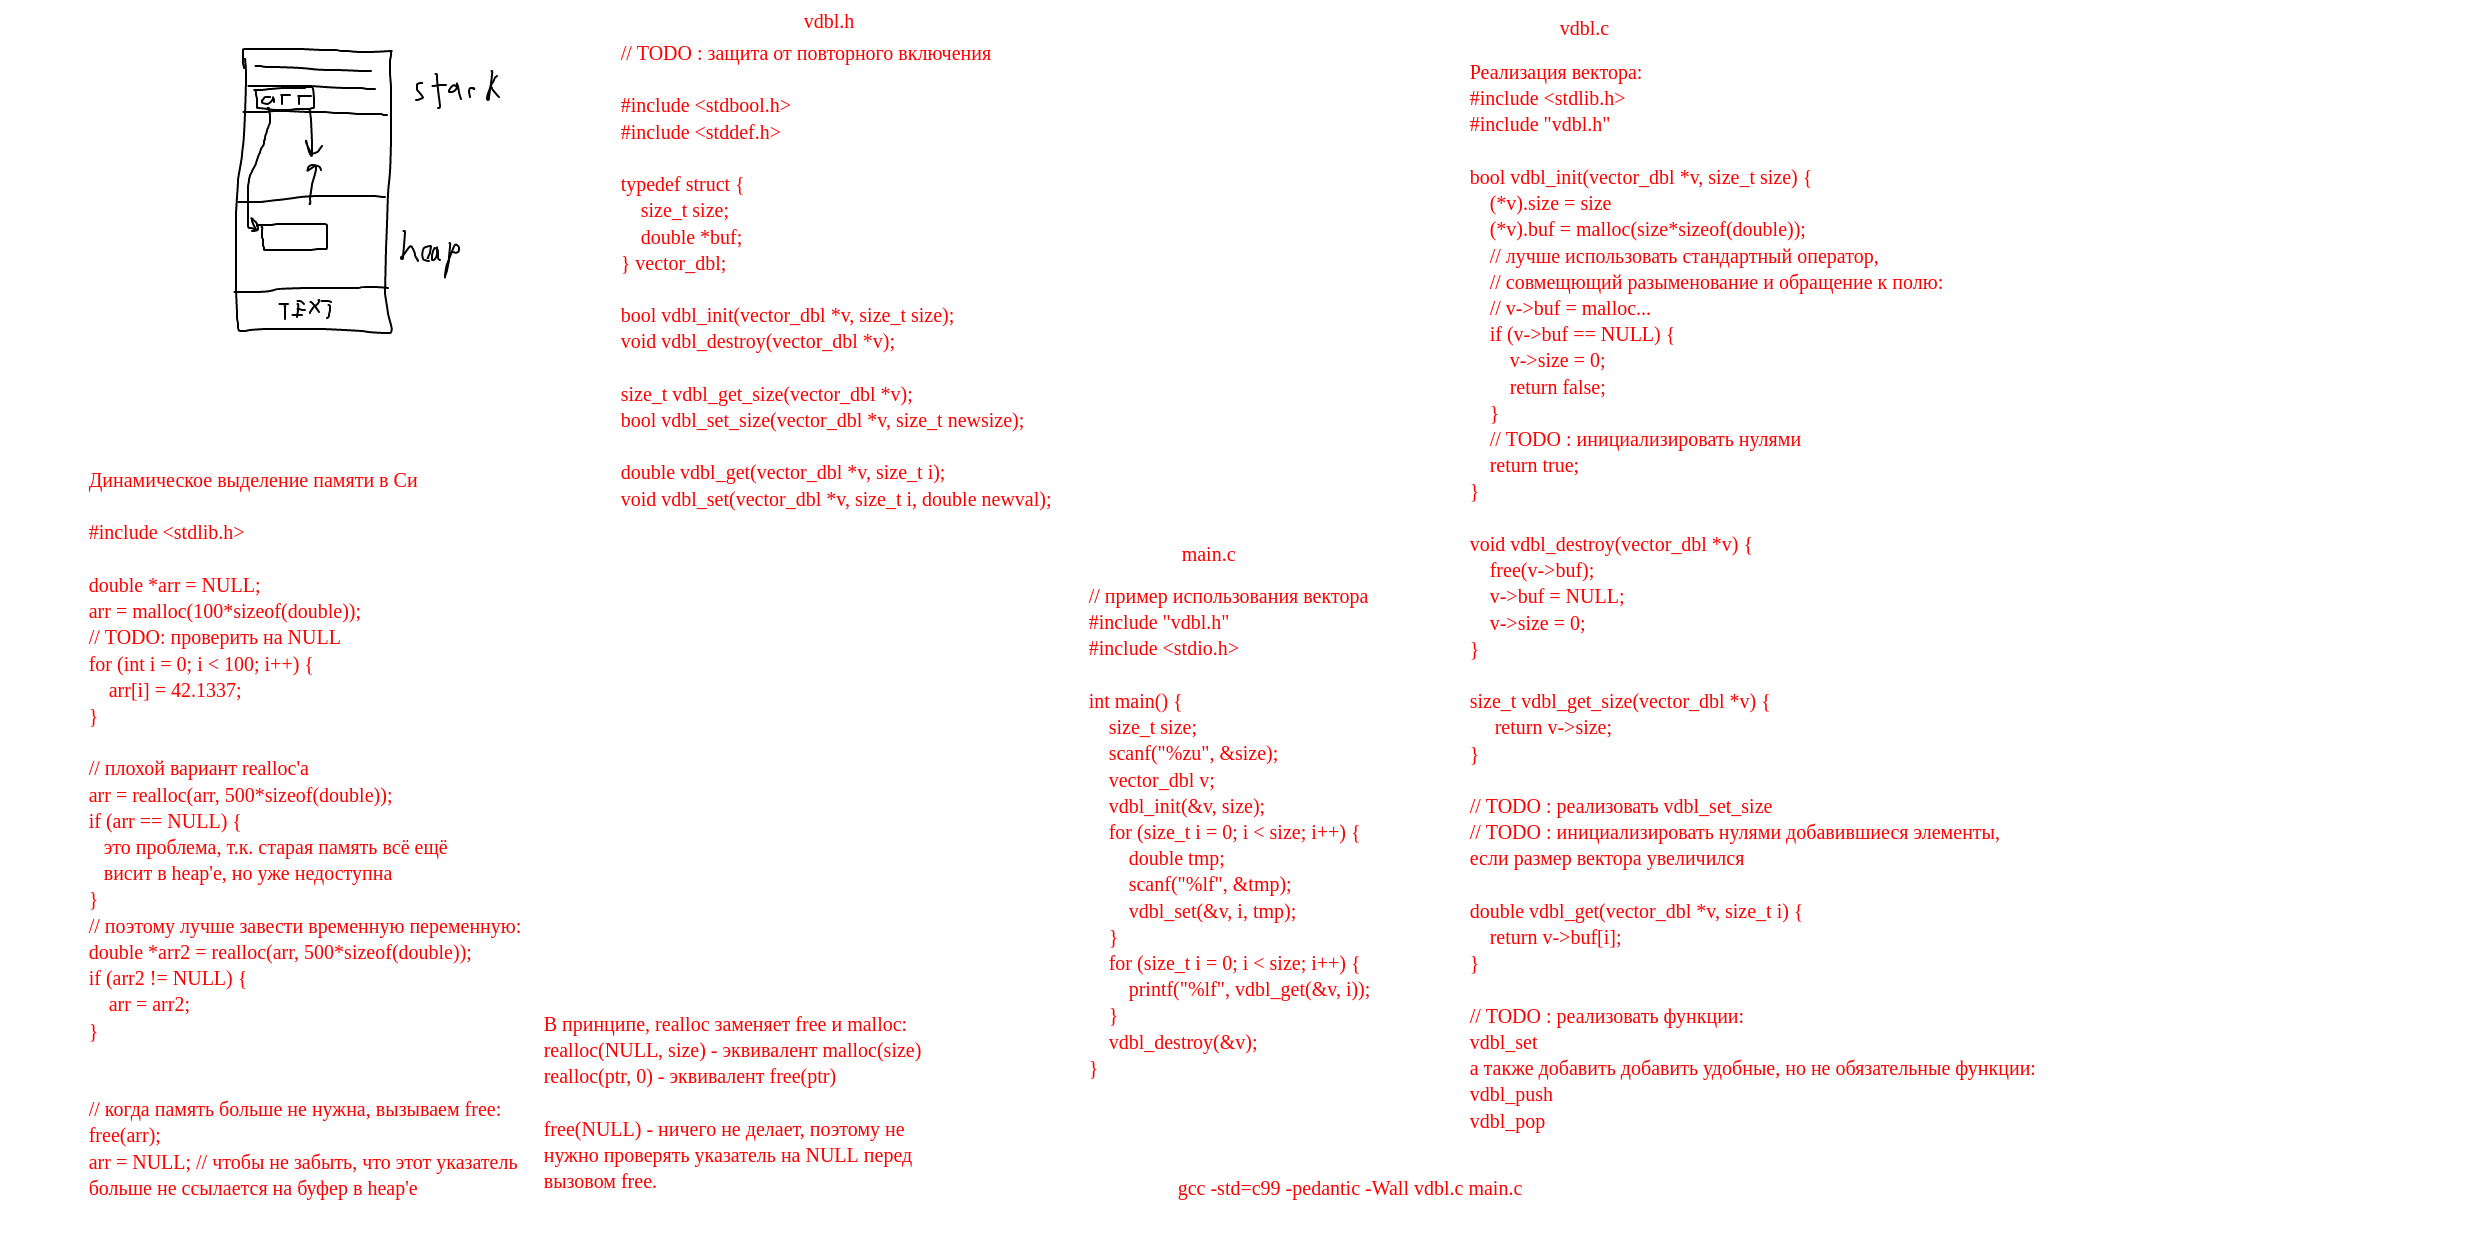 arr
stack
heap
TEXT
Динамическое выделение памяти в Си
#include <stdlib.h>
double *arr = NULL;
arr = malloc(100*sizeof(double));
// TODO: проверить на NULL
for (int i = 0; i < 100; i++) {
arr[i] = 42.1337;
}
// плохой вариант realloc'а
arr = realloc(arr, 500*sizeof(double));
if (arr == NULL) {
это проблема, т.к. старая память всё ещё
висит в heap'е, но уже недоступна
}
// поэтому лучше завести временную переменную:
double *arr2 = realloc(arr, 500*sizeof(double));
if (arr2 != NULL) {
arr = arr2;
}
// когда память больше не нужна, вызываем free:
free(arr);
arr = NULL; // чтобы не забыть, что этот указатель
больше не ссылается на буфер в heap'е
В принципе, realloc заменяет free и malloc:
realloc(NULL, size) - эквивалент malloc(size)
realloc(ptr, 0) - эквивалент free(ptr)
free(NULL) - ничего не делает, поэтому не
нужно проверять указатель на NULL перед
вызовом free.
vdbl.h
// TODO : защита от повторного включения
#include <stdbool.h>
#include <stddef.h>
typedef struct {
size_t size;
double *buf;
} vector_dbl;
bool vdbl_init(vector_dbl *v, size_t size);
void vdbl_destroy(vector_dbl *v);
size_t vdbl_get_size(vector_dbl *v);
bool vdbl_set_size(vector_dbl *v, size_t newsize);
double vdbl_get(vector_dbl *v, size_t i);
void vdbl_set(vector_dbl *v, size_t i, double newval);
main.c
// пример использования вектора
#include "vdbl.h"
#include <stdio.h>
int main() {
size_t size;
scanf("%zu", &size);
vector_dbl v;
vdbl_init(&v, size);
for (size_t i = 0; i < size; i++) {
double tmp;
scanf("%lf", &tmp);
vdbl_set(&v, i, tmp);
}
for (size_t i = 0; i < size; i++) {
printf("%lf", vdbl_get(&v, i));
}
vdbl_destroy(&v);
}
gcc -std=c99 -pedantic -Wall vdbl.c main.c
vdbl.c
Реализация вектора:
#include <stdlib.h>
#include "vdbl.h"
bool vdbl_init(vector_dbl *v, size_t size) {
(*v).size = size
(*v).buf = malloc(size*sizeof(double));
// лучше использовать стандартный оператор,
// совмещющий разыменование и обращение к полю:
// v->buf = malloc...
if (v->buf == NULL) {
v->size = 0;
return false;
}
// TODO : инициализировать нулями
return true;
}
void vdbl_destroy(vector_dbl *v) {
free(v->buf);
v->buf = NULL;
v->size = 0;
}
size_t vdbl_get_size(vector_dbl *v) {
return v->size;
}
// TODO : реализовать vdbl_set_size
// TODO : инициализировать нулями добавившиеся элементы,
если размер вектора увеличился
double vdbl_get(vector_dbl *v, size_t i) {
return v->buf[i];
}
// TODO : реализовать функции:
vdbl_set
а также добавить добавить удобные, но не обязательные функции:
vdbl_push
vdbl_pop